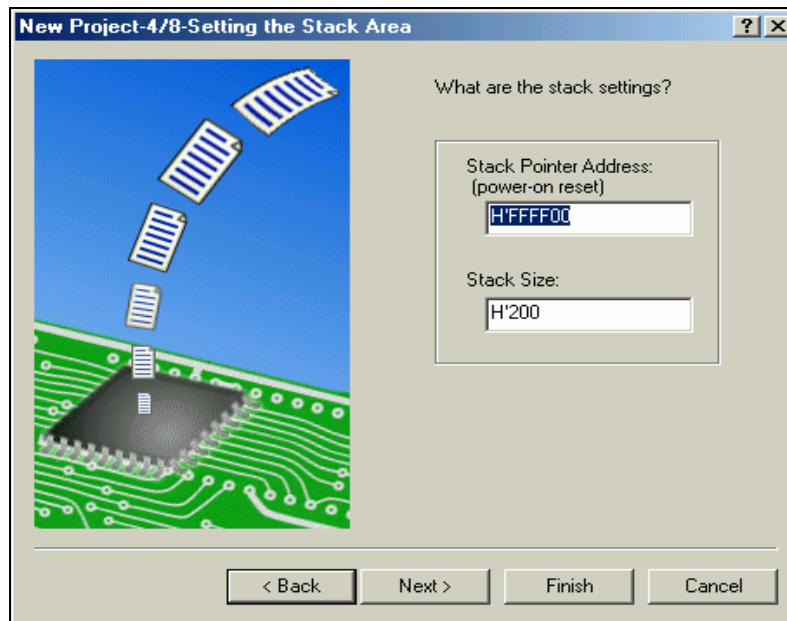 New Project-4/8-Setting the Stack Area
What are the stack settings?
Stack Pointer Address:
(power-on reset)
H'FFFF00
Stack Size:
H'200
< Back
Next >
Finish
Cancel